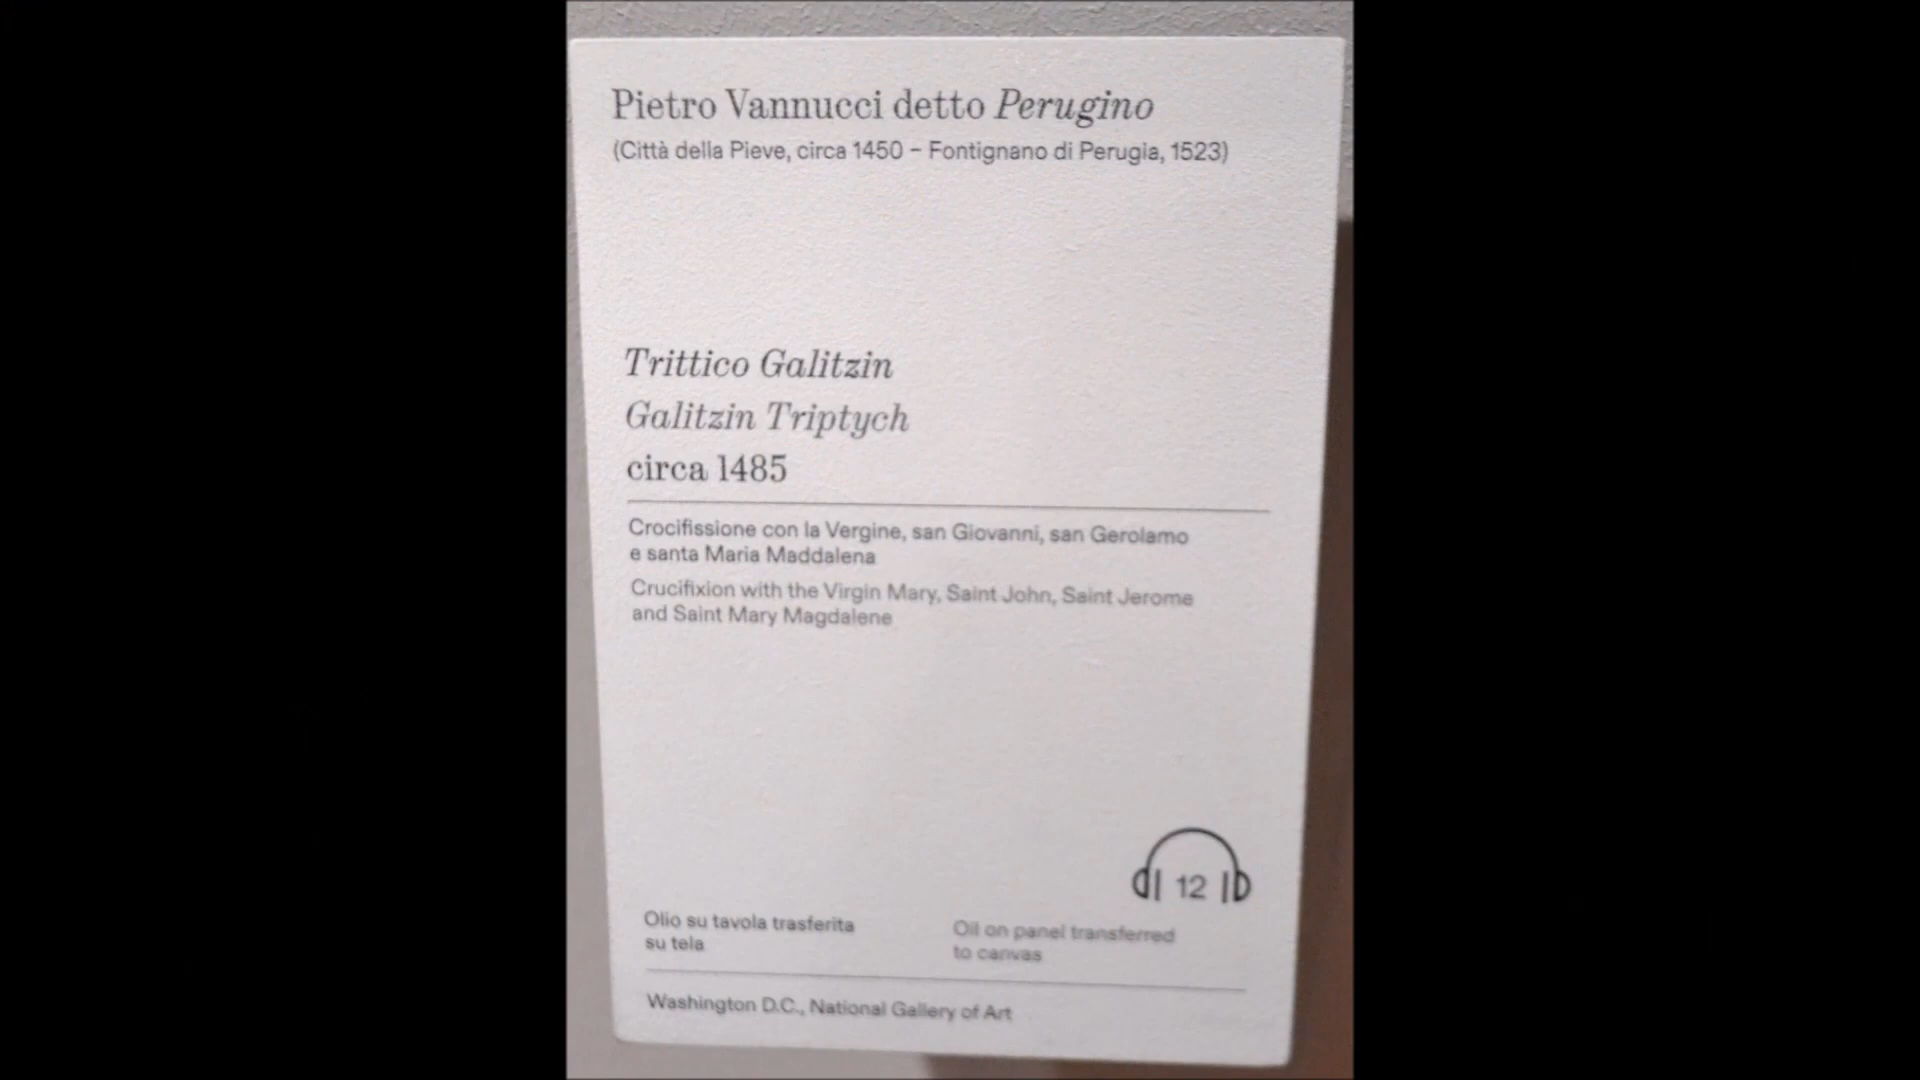 Pietro Vannucci detto Perugino
(Città della Pieve, circa 1450 – Fontignano di Perugia, 1523)
Trittico Galitzin
Galitzin Triptych
circa 1485
Crocifissione con la Vergine, san Giovanni, san Gerolamo
e santa Maria Maddalena
Crucifixion with the Virgin Mary, Saint John, Saint Jerome
and Saint Mary Magdalene
12
Olio su tavola trasferita
su tela
Oil on panel transferred
to canvas
Washington D.C., National Gallery of Art